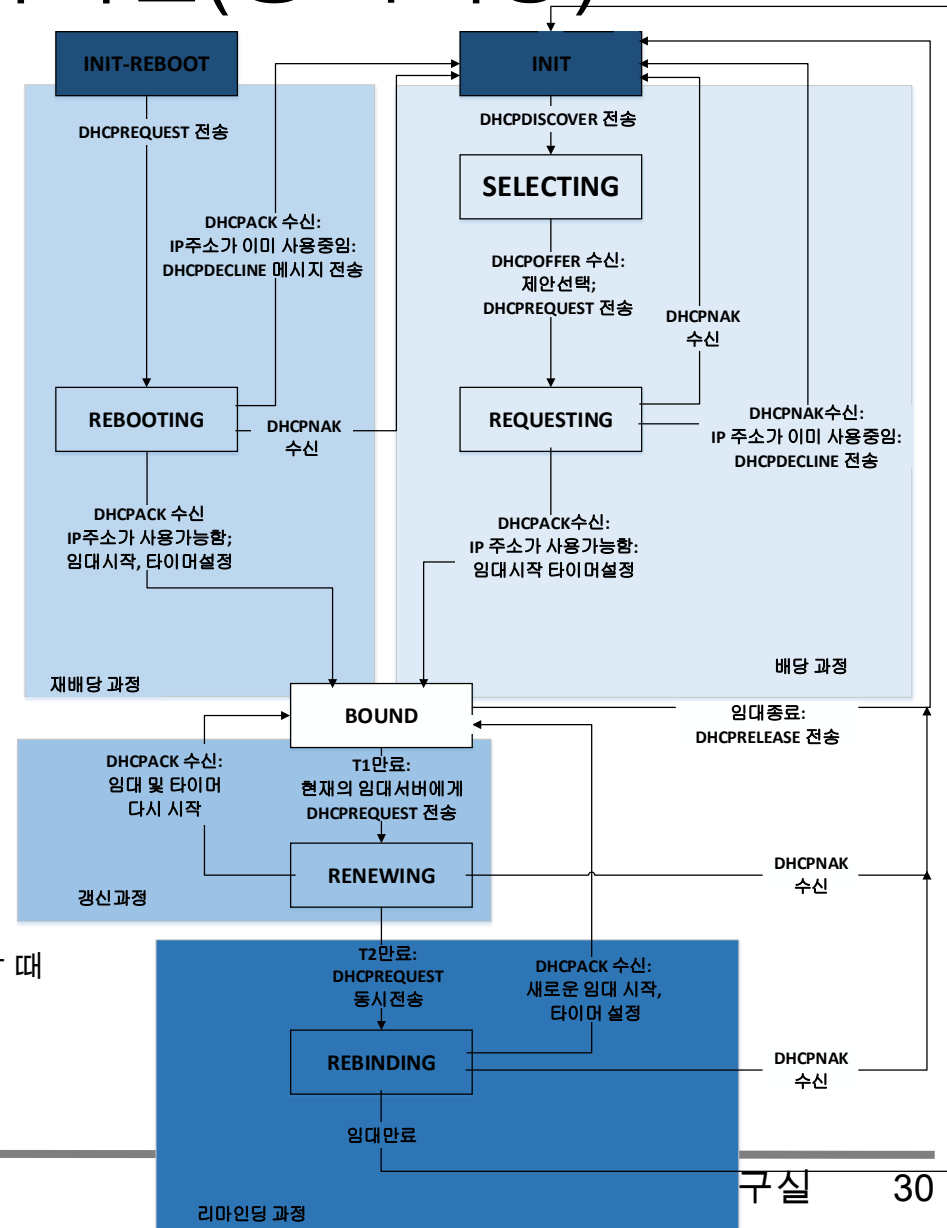 INIT-REBOOT
INIT
DHCPREQUEST 전송
DHCPDISCOVER 전송
SELECTING
DHCPACK 수신:
IP주소가 이미 사용중임:
DHCPDECLINE 메시지 전송
DHCPOFFER 수신:
제안선택;
DHCPREQUEST 전송
DHCPNAK
수신
REBOOTING
DHCPNAK
수신
REQUESTING
DHCPNAK수신:
IP 주소가 이미 사용중임:
DHCPDECLINE 전송
DHCPACK 수신
IP주소가 사용가능함;
임대시작, 타이머설정
DHCPACK수신:
IP 주소가 사용가능함:
임대시작 타이머설정
재배당 과정
배당 과정
BOUND
임대종료:
DHCPRELEASE 전송
DHCPACK 수신:
임대 및 타이머
다시 시작
T1만료:
현재의 임대서버에게
DHCPREQUEST 전송
RENEWING
DHCPNAK
수신
갱신과정
때
T2만료:
DHCPREQUEST
동시전송
DHCPACK 수신:
새로운 임대 시작,
타이머 설정
REBINDING
DHCPNAK
수신
임대만료
구실 30
리마인딩 과정